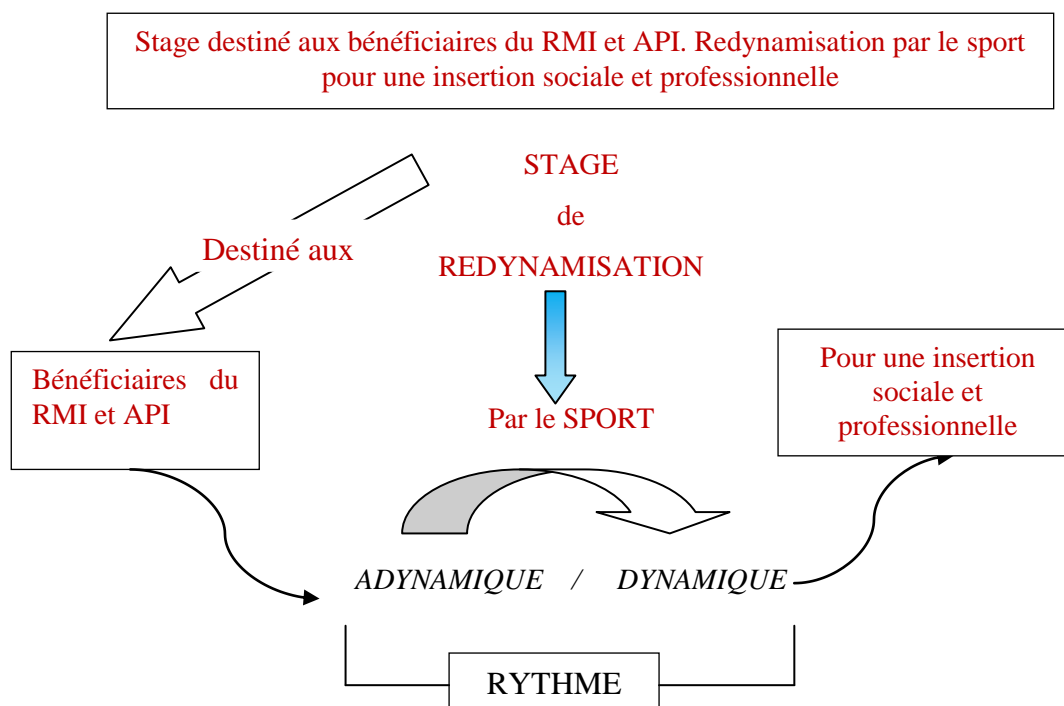 Stage destiné aux bénéficiaires du RMI et API. Redynamisation par le sport
pour une insertion sociale et professionnelle
STAGE
de
REDYNAMISATION
Destiné aux
Bénéficiaires du
RMI et API
Par le SPORT
Pour une insertion
sociale et
professionnelle
ADYNAMIQUE / DYNAMIQUE
RYTHME